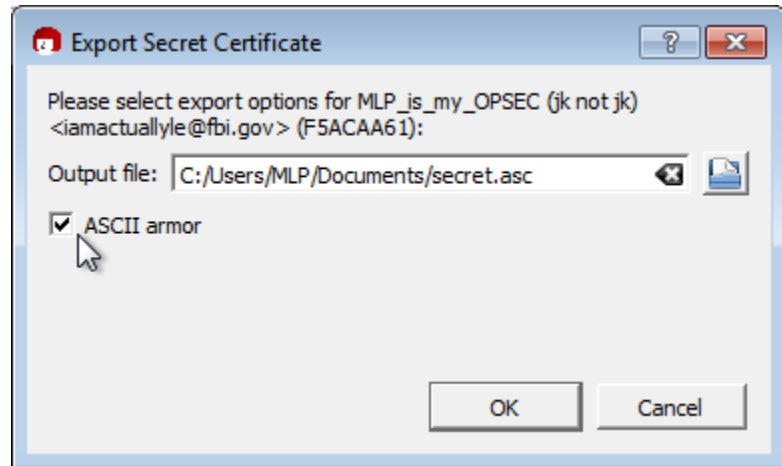 Export Secret Certificate
Please select export options for MLP_is_my_OPSEC (jk not jk)
<iamactuallyle@fbi.gov> (F5ACAA61):
Output file: C:/Users/MLP/Documents/secret.asc
ASCII armor
OK Cancel